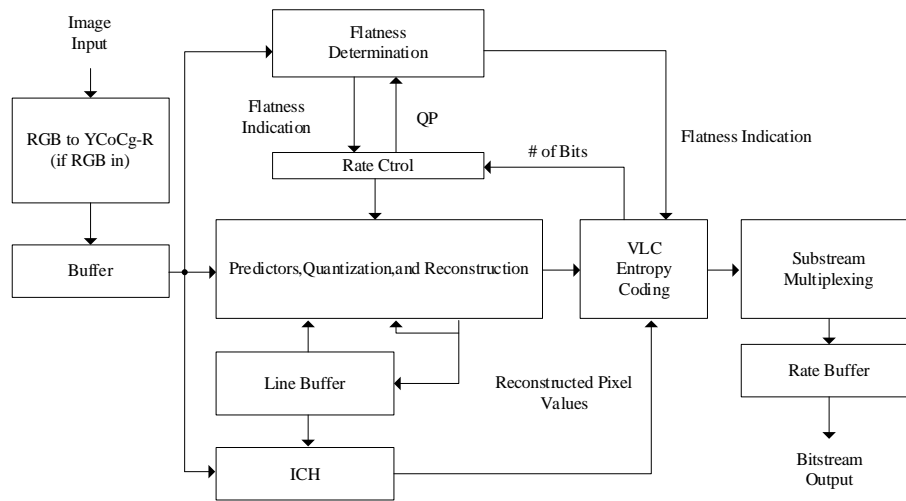 Image
Input
RGB to YCoCg-R
(if RGB in)
Buffer
Flatness
Determination
Flatness
Indication
QP
Rate Ctrol
# of Bits
Flatness Indication
Predictors,Quantization,and Reconstruction
VLC
Entropy
Coding
Substream
Multiplexing
Line Buffer
Reconstructed Pixel
Values
Rate Buffer
ICH
Bitstream
Output